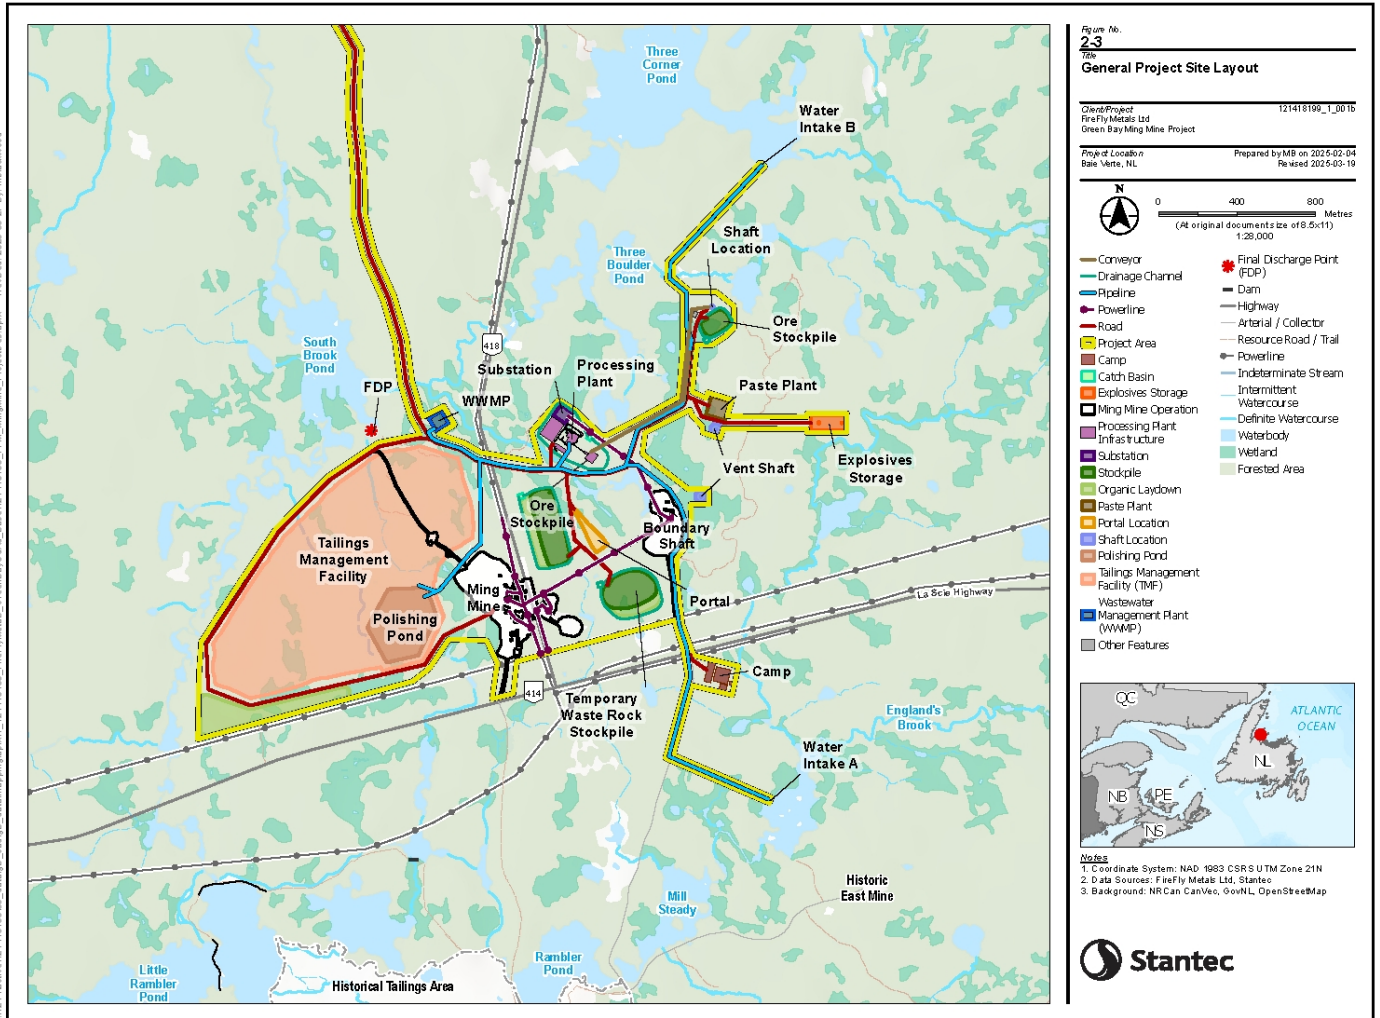 Three
Corner
Pond
Water
Intake B
Shaft
Location
Three
Boulder
Pond
Ore
Stockpile
South
Brook
Pond
418
Substation
Processing
Plant
FDP
WWMP
Paste Plant
Vent Shaft
Explosives
Storage
Ore
Stockpile
Boundary
Shaft
Tailings
Management
Facility
Ming
Mine
Portal
La Scie Highway
Polishing
Pond
Camp
414
Temporary
Waste Rock
Stockpile
England's
Brook
Water
Intake A
Historic
East Mine
Mill
Steady
Rambler
Pond
Little
Rambler
Pond
Historical Tailings Area
Figure No.
2-3
Title
General Project Site Layout
Client/Project 121418199_1_001b
FireFly Metals Ltd
Green Bay Ming Mine Project
Project Location Prepared by MB on 2025-02-04
Baie Verte, NL Revised 2025-03-19
N
0 400 800
Metres
(At original document size of 8.5x11)
1:28,000
Conveyor
Drainage Channel
Pipeline
Powerline
Road
Project Area
Camp
Catch Basin
Explosives Storage
Ming Mine Operation
Processing Plant
Infrastructure
Substation
Stockpile
Organic Laydown
Paste Plant
Portal Location
Shaft Location
Polishing Pond
Tailings Management
Facility (TMF)
Wastewater
Management Plant
(WWMP)
Other Features
Final Discharge Point
(FDP)
Dam
Highway
Arterial / Collector
Resource Road / Trail
Powerline
Indeterminate Stream
Intermittent
Watercourse
Definite Watercourse
Waterbody
Wetland
Forested Area
QC
ATLANTIC
OCEAN
NL
NB
PE
NS
Notes
1. Coordinate System: NAD 1983 CSRS UTM Zone 21N
2. Data Sources: FireFly Metals Ltd, Stantec
3. Background: NRCan CanVec, GovNL, OpenStreetMap
Stantec